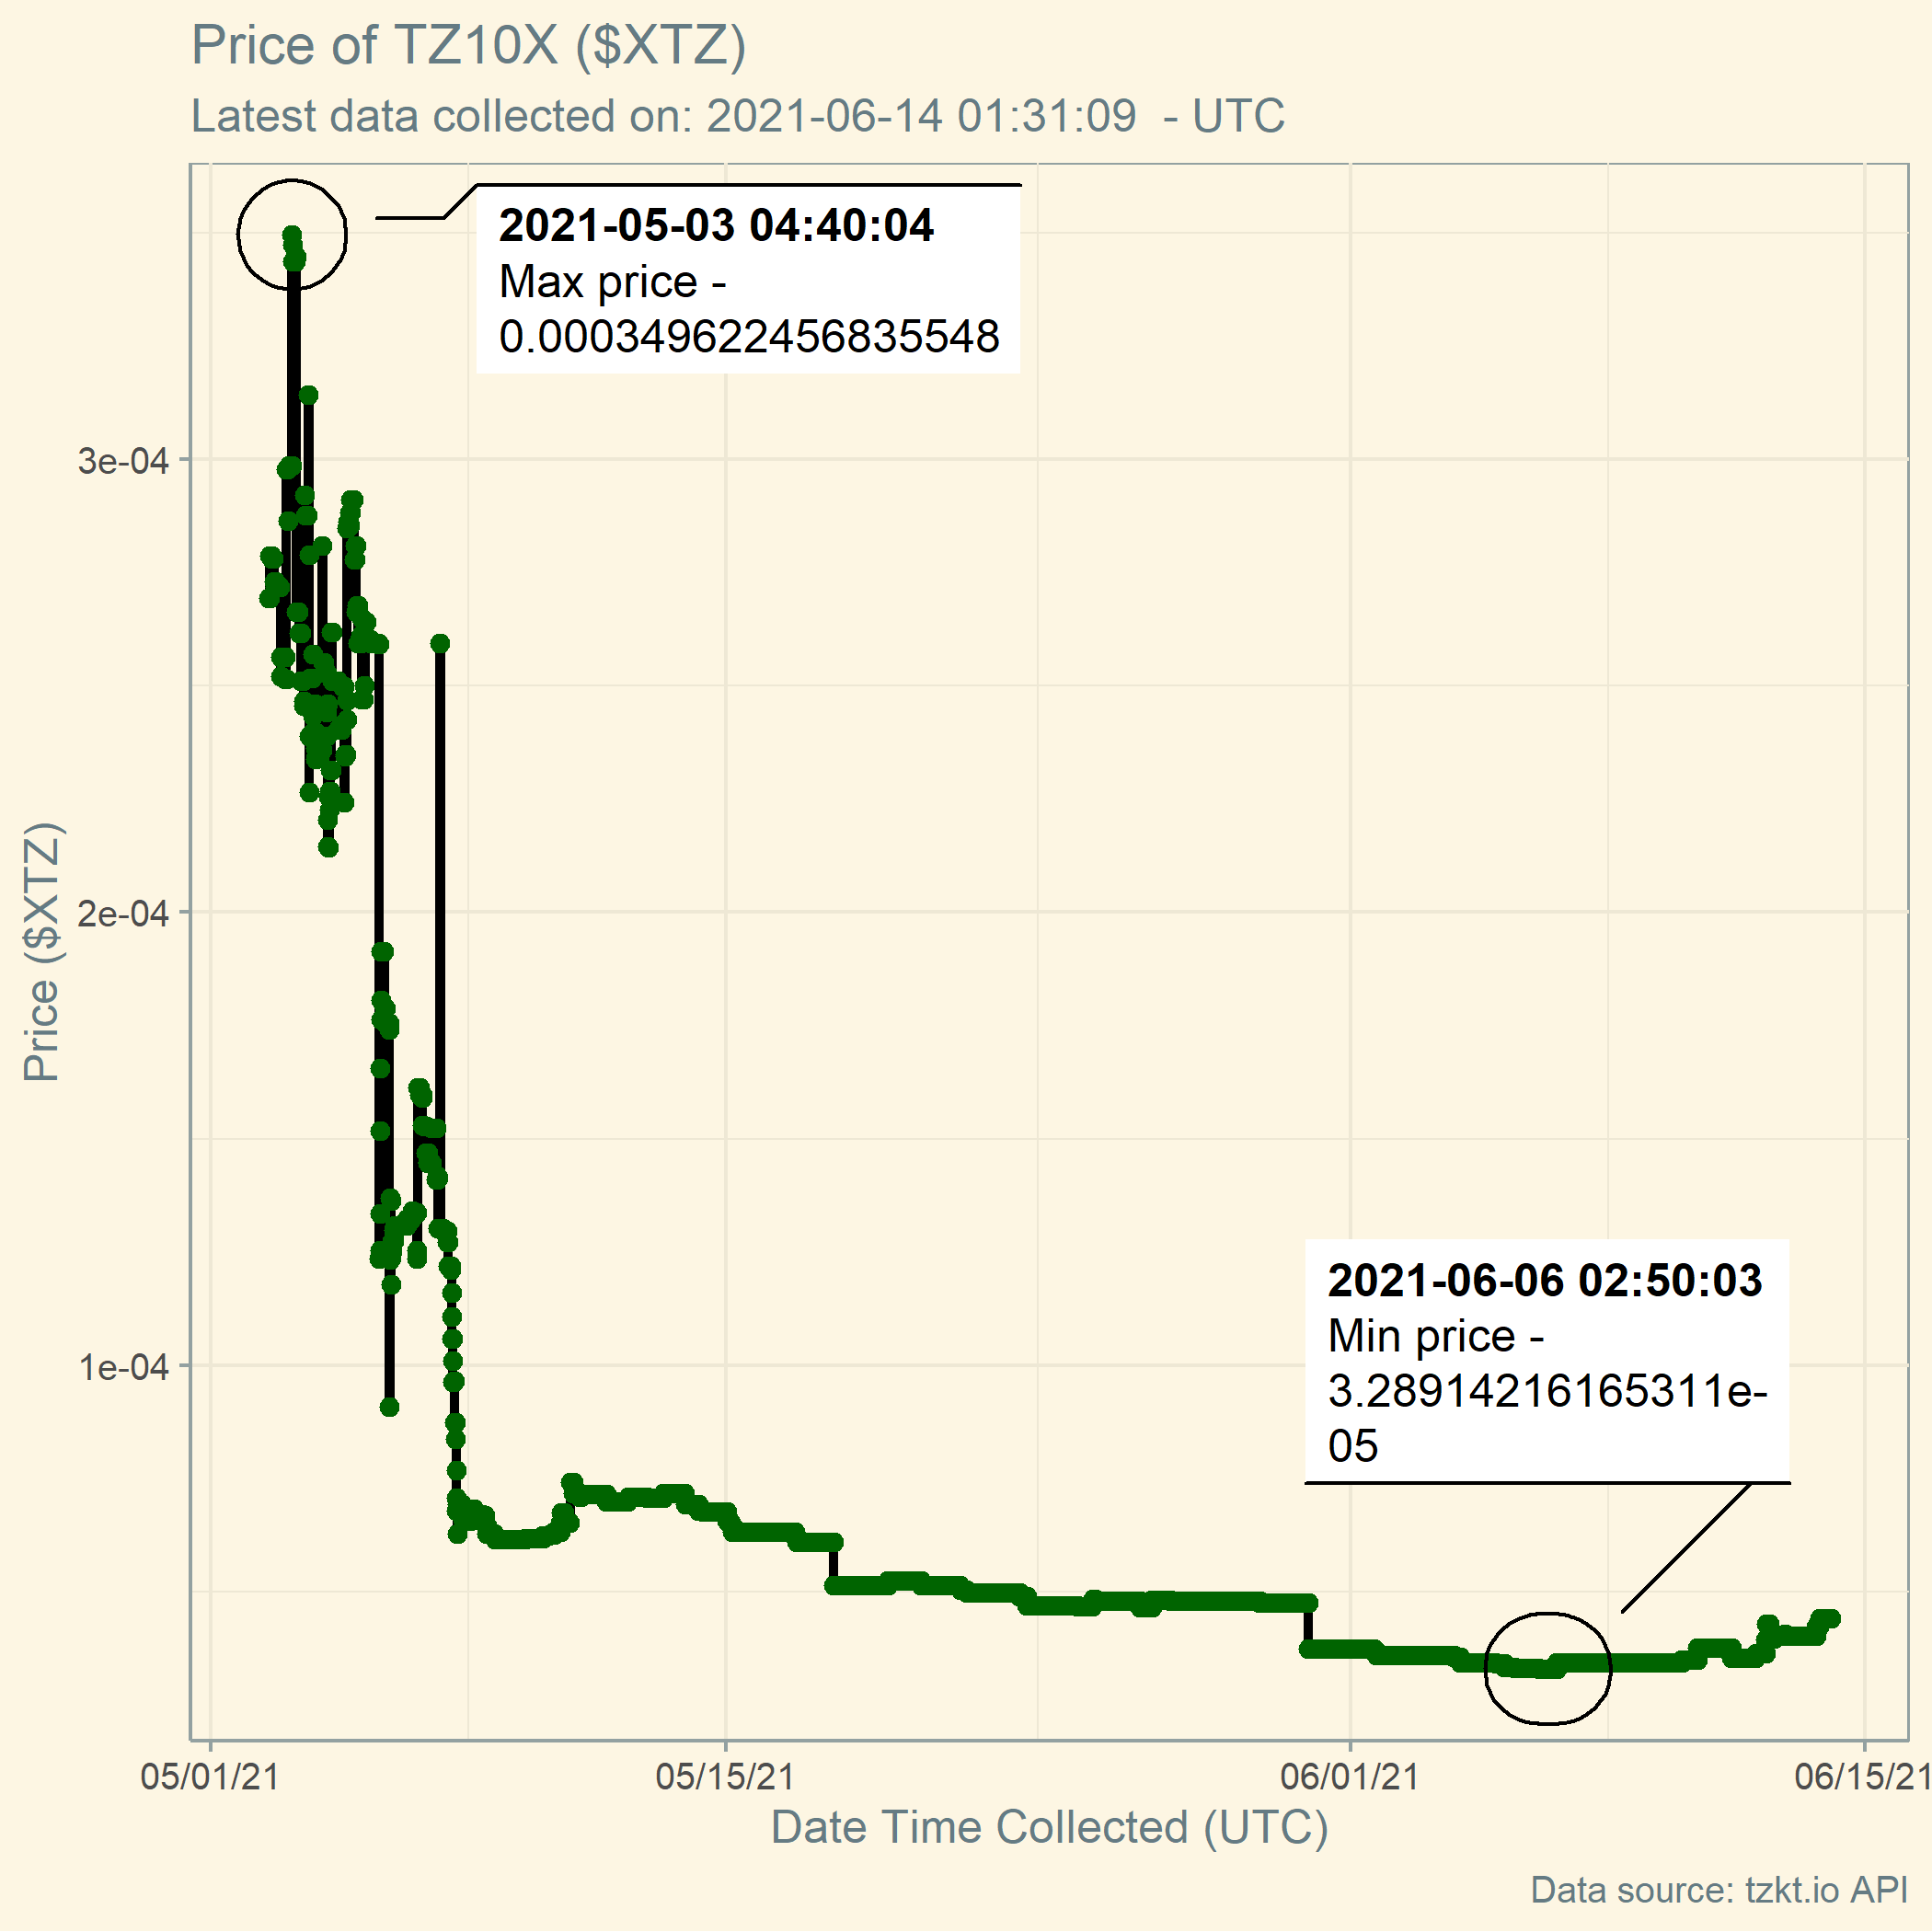 Price of TZ10X ($XTZ)
Latest data collected on: 2021-06-14 01:31:09  - UTC
2021-05-03 04:40:04
Max price -
0.000349622456835548
3e-04
2e-04
1e-04
Price ($XTZ)
2021-06-06 02:50:03
Min price -
3.28914216165311e-
05
05/01/21
05/15/21
06/01/21
06/15/21
Date Time Collected (UTC)
Data source: tzkt.io API